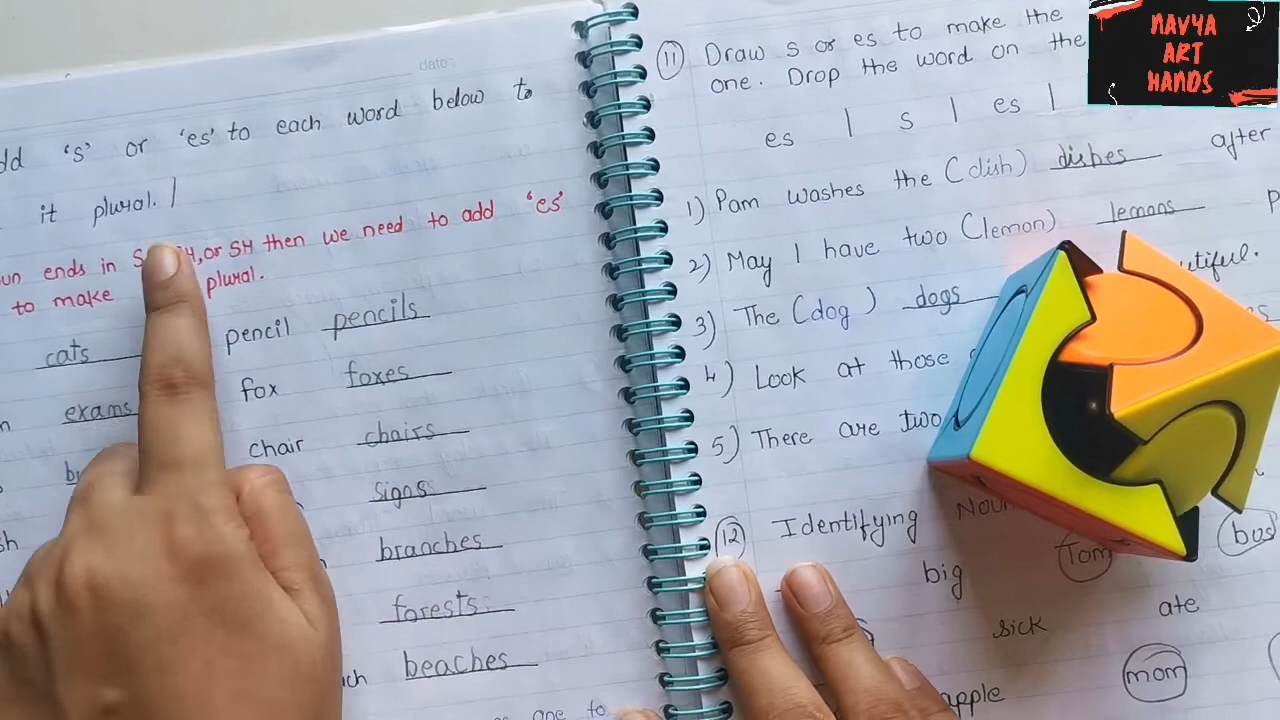 date:
's' or 'es' to each word below to
it plural. |
ends in S or SH then we need to add 'es'
to make plural.
cats
pencil pencils
exams
fox foxes
chair chairs
signs
branches
forests
beaches
one to
11 Draw s or es to make the
one. Drop the word on the
es | s | es |
1) Pam washes the (dish) dishes after
2) May I have two (lemon) lemons
3) The (dog) dogs
4) Look at those
5) There are two
12 Identifying
big Tom
sick ate
apple mom
NAVYA
ART
HANDS